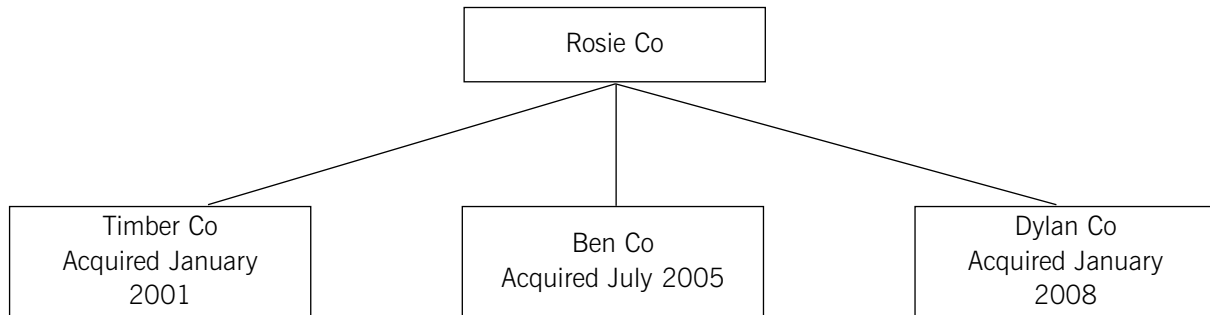 Rosie Co
Timber Co
Acquired January
2001
Ben Co
Acquired July 2005
Dylan Co
Acquired January
2008